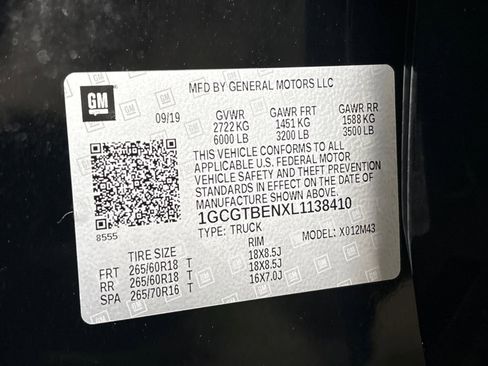 GM
MFD BY GENERAL MOTORS LLC
09/19
GVWR GAWR FRT GAWR RR
2722 KG 1451 KG 1588 KG
6000 LB 3200 LB 3500 LB
THIS VEHICLE CONFORMS TO ALL
APPLICABLE U.S. FEDERAL MOTOR
VEHICLE SAFETY AND THEFT PREVENTION
STANDARDS IN EFFECT ON THE DATE OF
MANUFACTURE SHOWN ABOVE.
1GCGTBENXL1138410
8555
TYPE: TRUCK MODEL: X012M43
TIRE SIZE RIM
FRT 265/60R18 T 18X8.5J
RR 265/60R18 T 18X8.5J
SPA 265/70R16 T 16X7.0J